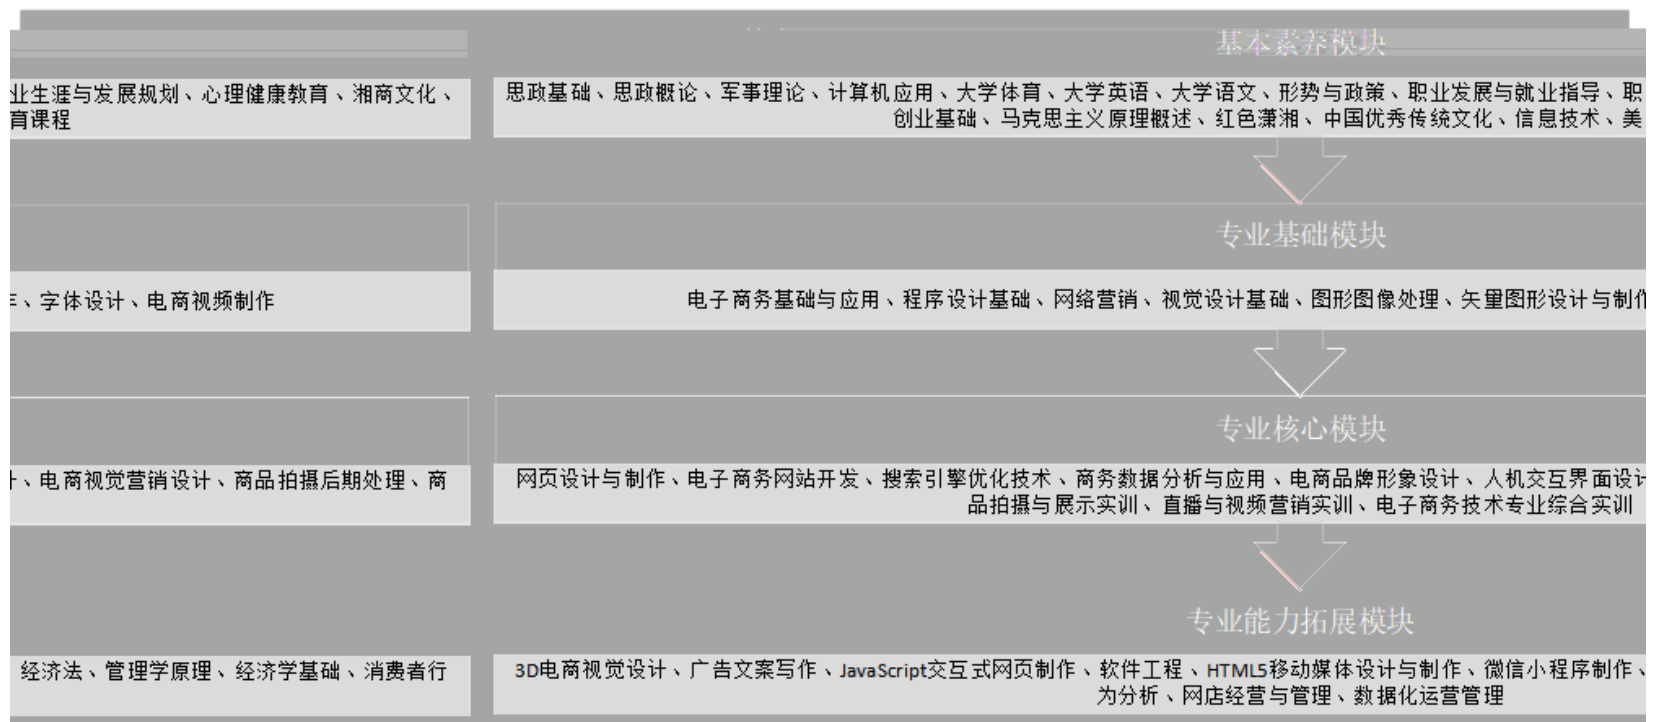 基本素养模块
业生涯与发展规划、心理健康教育、湘商文化、
育课程
思政基础、思政概论、军事理论、计算机应用、大学体育、大学英语、大学语文、形势与政策、职业发展与就业指导、职
创业基础、马克思主义原理概述、红色潇湘、中国优秀传统文化、信息技术、美
专业基础模块
、字体设计、电商视频制作
电子商务基础与应用、程序设计基础、网络营销、视觉设计基础、图形图像处理、矢量图形设计与制作
专业核心模块
、电商视觉营销设计、商品拍摄后期处理、商
网页设计与制作、电子商务网站开发、搜索引擎优化技术、商务数据分析与应用、电商品牌形象设计、人机交互界面设计
品拍摄与展示实训、直播与视频营销实训、电子商务技术专业综合实训
专业能力拓展模块
经济法、管理学原理、经济学基础、消费者行
3D电商视觉设计、广告文案写作、JavaScript交互式网页制作、软件工程、HTML5移动媒体设计与制作、微信小程序制作、
为分析、网店经营与管理、数据化运营管理